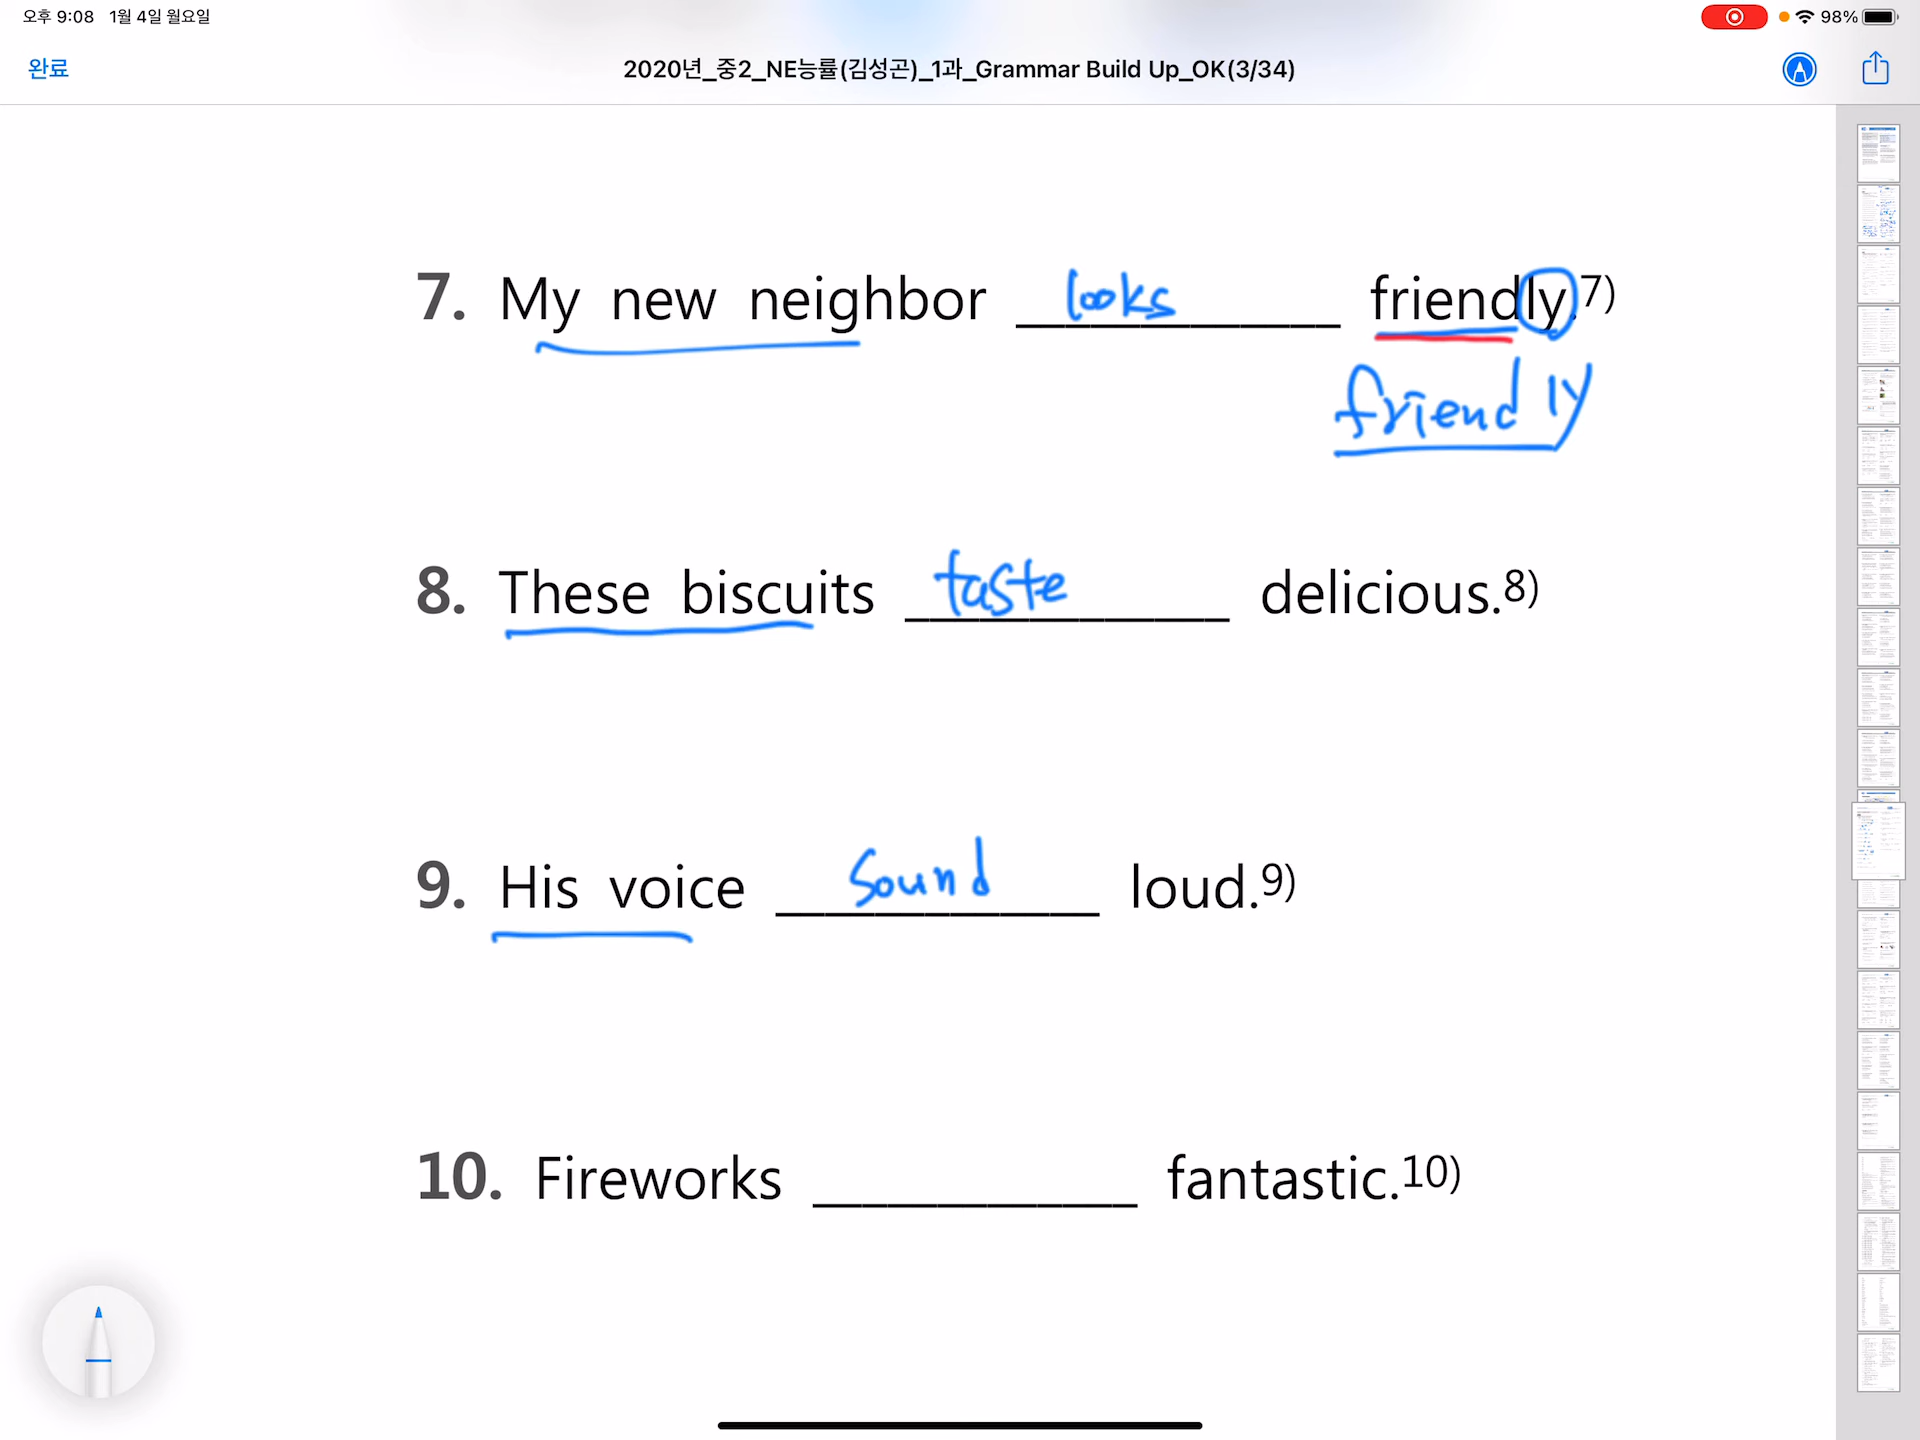 오후 9:08 1월 4일 월요일 98%
완료 2020년_중2_NE능률(김성곤)_1과_Grammar Build Up_OK(3/34)
7. My new neighbor looks friendly.7)
friendly
8. These biscuits taste delicious.8)
9. His voice sound loud.9)
10. Fireworks _____________ fantastic.10)